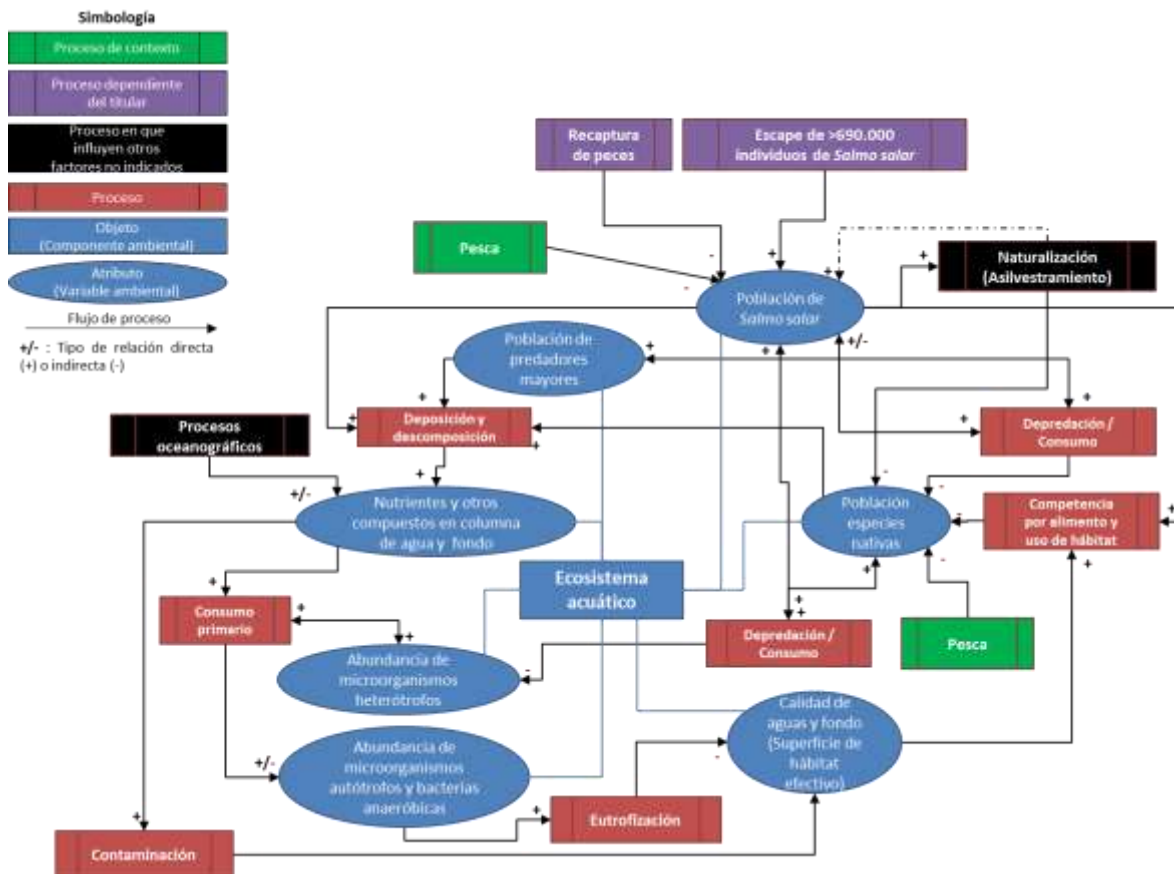 Simbología
Proceso de contexto
Proceso dependiente
del titular
Proceso en que
influyen otros
factores no indicados
Proceso
Objeto
(Componente ambiental)
Atributo
(Variable ambiental)
Flujo de proceso
+/- : Tipo de relación directa
(+) o indirecta (-)
Recaptura
de peces
Escape de >690.000
individuos de Salmo salar
Pesca
-
-
+
+
+
Naturalización
(Asilvestramiento)
Población de
Salmo salar
+
+/-
Población de
predadores
mayores
+
+
+
+
+
Deposición y
descomposición
+
+
Depredación /
Consumo
Procesos
oceanográficos
+
-
-
+/-
Nutrientes y otros
compuestos en columna
de agua y fondo
Población
especies
nativas
-
Competencia
por alimento y
uso de hábitat
+
+
-
+
Ecosistema
acuático
+
Consumo
primario
+
+
+
+
Depredación /
Consumo
Pesca
Abundancia de
microorganismos
heterótrofos
-
Calidad de
aguas y fondo
(Superficie de
hábitat
efectivo)
+/-
Abundancia de
microorganismos
autótrofos y bacterias
anaeróbicas
-
+
Eutrofización
+
Contaminación
-